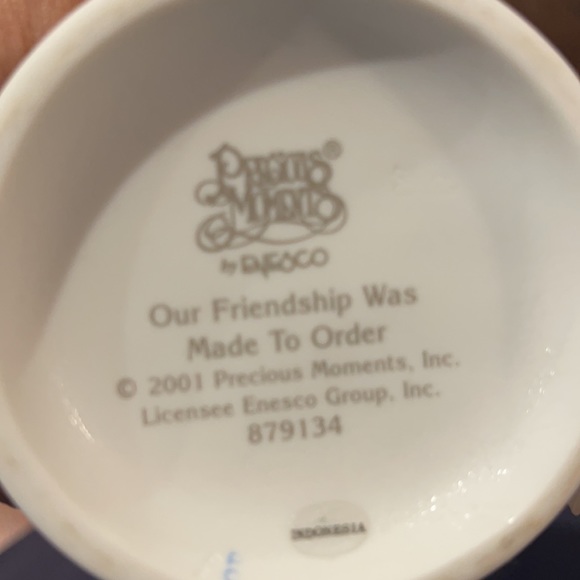 Precious®
Moments
by ENESCO
Our Friendship Was
Made To Order
© 2001 Precious Moments, Inc.
Licensee Enesco Group, Inc.
879134
INDONESIA